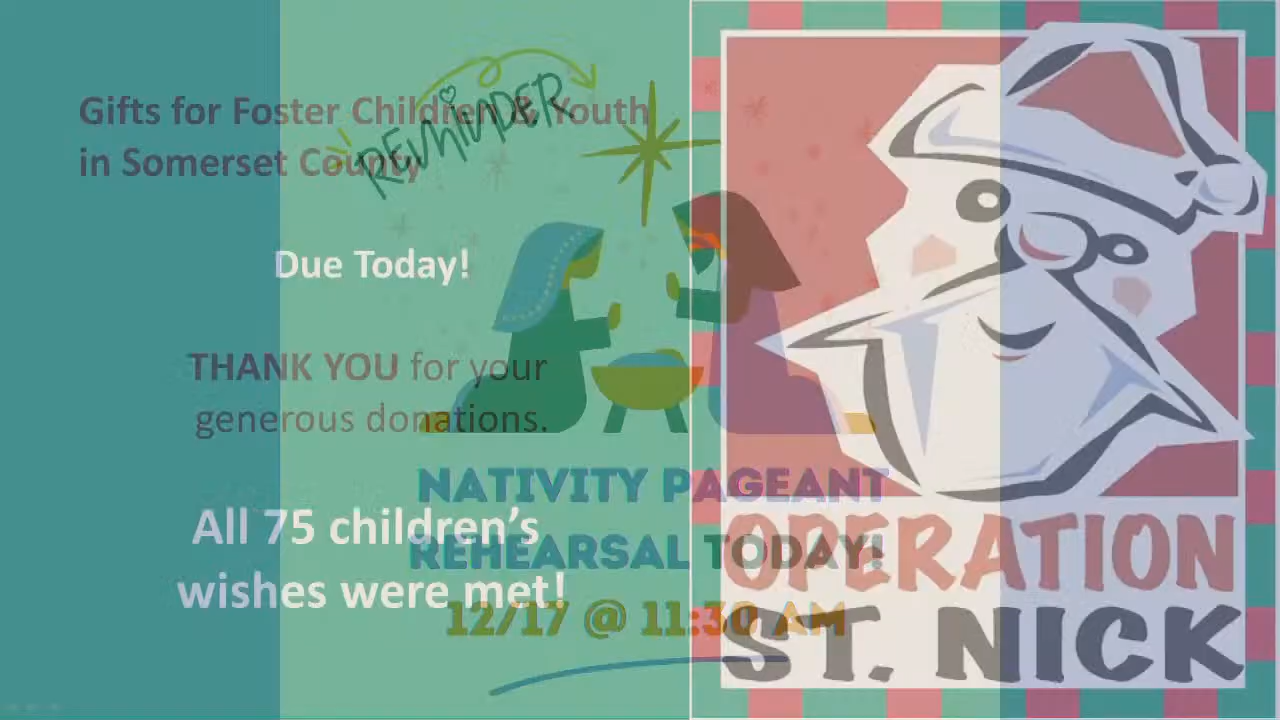 Gifts for Foster Children & Youth
in Somerset County
Due Today!
THANK YOU for your
generous donations.
All 75 children's
wishes were met!
REMINDER
NATIVITY PAGEANT
REHEARSAL TODAY!
12/17 @ 11:30 AM
OPERATION
ST. NICK